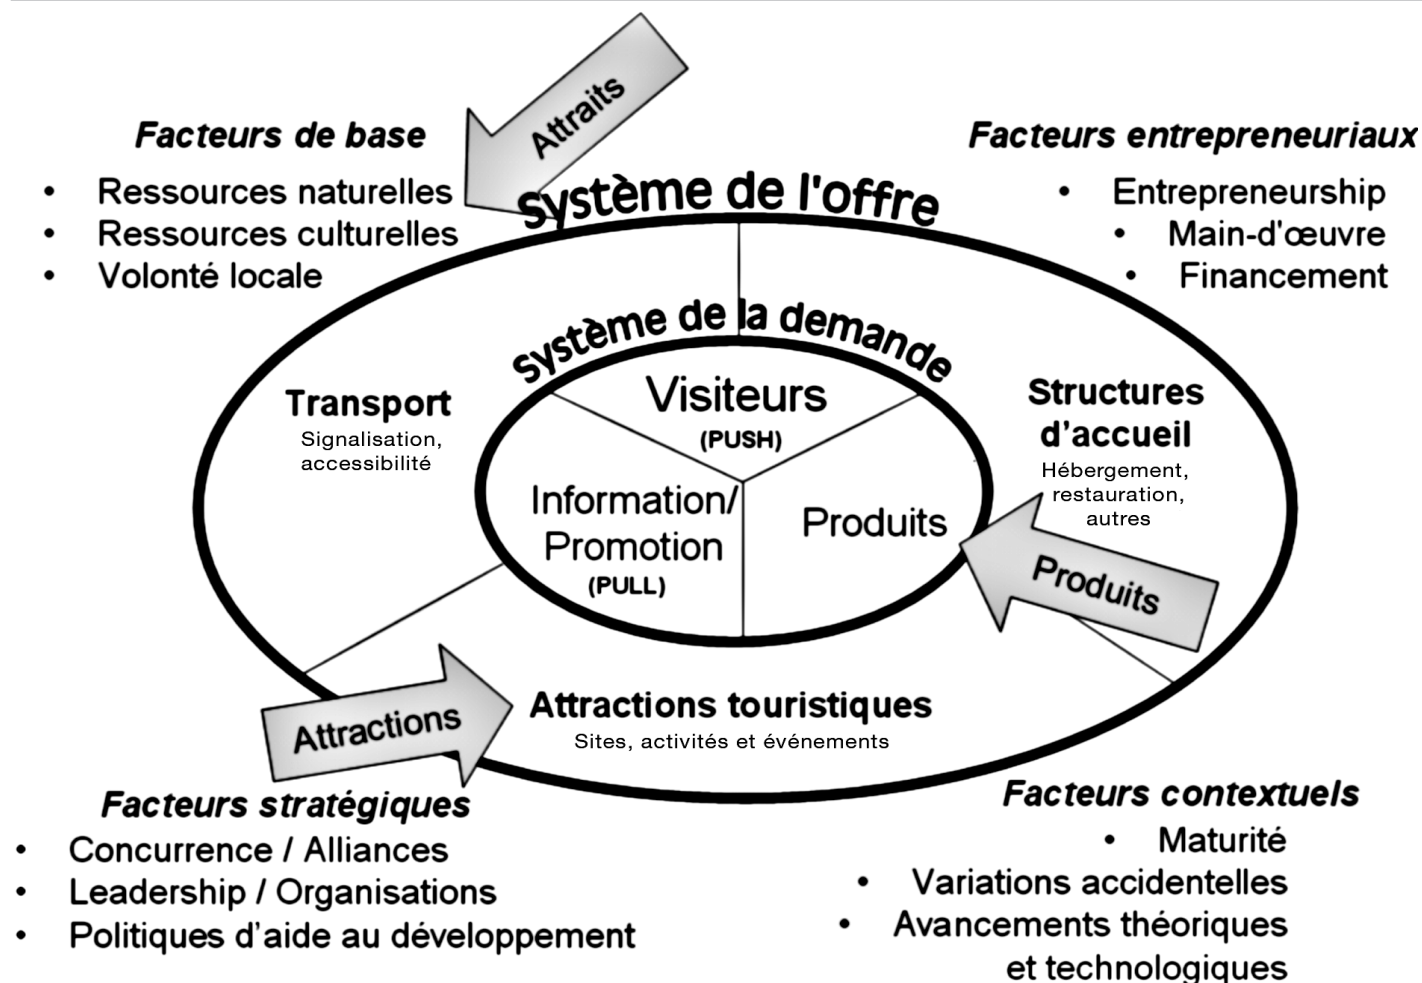 Attraits
Facteurs de base
• Ressources naturelles
• Ressources culturelles
• Volonté locale
Facteurs entrepreneuriaux
• Entrepreneurship
• Main-d'œuvre
• Financement
Système de l'offre
Système de la demande
Transport
Signalisation,
accessibilité
Visiteurs
(PUSH)
Information/
Promotion
(PULL)
Produits
Structures
d’accueil
Hébergement,
restauration,
autres
Produits
Attractions
Attractions touristiques
Sites, activités et événements
Facteurs stratégiques
• Concurrence / Alliances
• Leadership / Organisations
• Politiques d’aide au développement
Facteurs contextuels
• Maturité
• Variations accidentelles
• Avancements théoriques
et technologiques